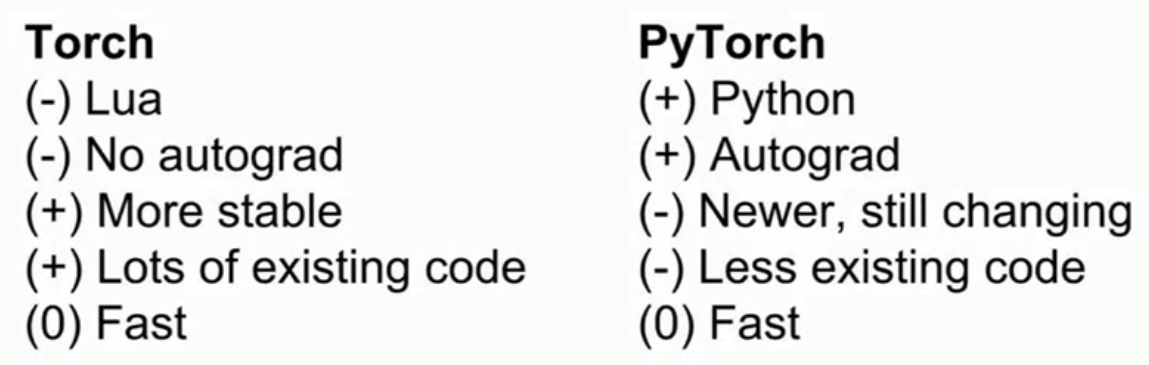 Torch
(-) Lua
(-) No autograd
(+) More stable
(+) Lots of existing code
(0) Fast
PyTorch
(+) Python
(+) Autograd
(-) Newer, still changing
(-) Less existing code
(0) Fast